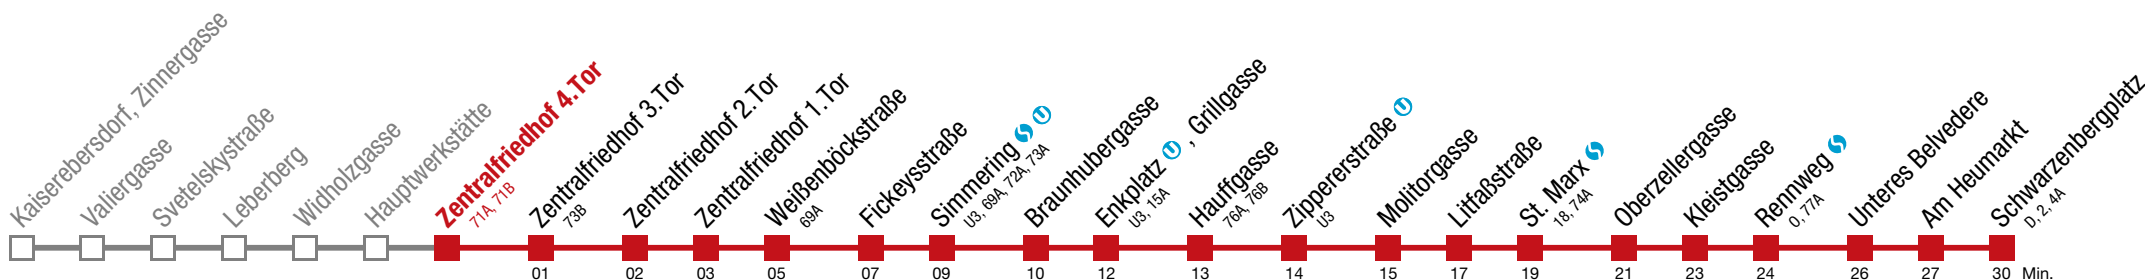 Kaiserebersdorf, Zinnergasse
Valiergasse
Svetelskystraße
Leberberg
Widholzgasse
Hauptwerkstätte
Zentralfriedhof 4.Tor
71A, 71B
Zentralfriedhof 3.Tor
73B
Zentralfriedhof 2.Tor
Zentralfriedhof 1.Tor
Weißenböckstraße
69A
Fickeysstraße
Simmering S U
U3, 69A, 72A, 73A
Braunhubergasse
Enkplatz U , Grillgasse
U3, 15A
Hauffgasse
76A, 76B
Zippererstraße U
U3
Molitorgasse
Litfaßstraße
St. Marx S
18, 74A
Oberzellergasse
Kleistgasse
Rennweg S
O, 77A
Unteres Belvedere
Am Heumarkt
Schwarzenbergplatz
D, 2, 4A
01 02 03 05 07 09 10 12 13 14 15 17 19 21 23 24 26 27 30 Min.